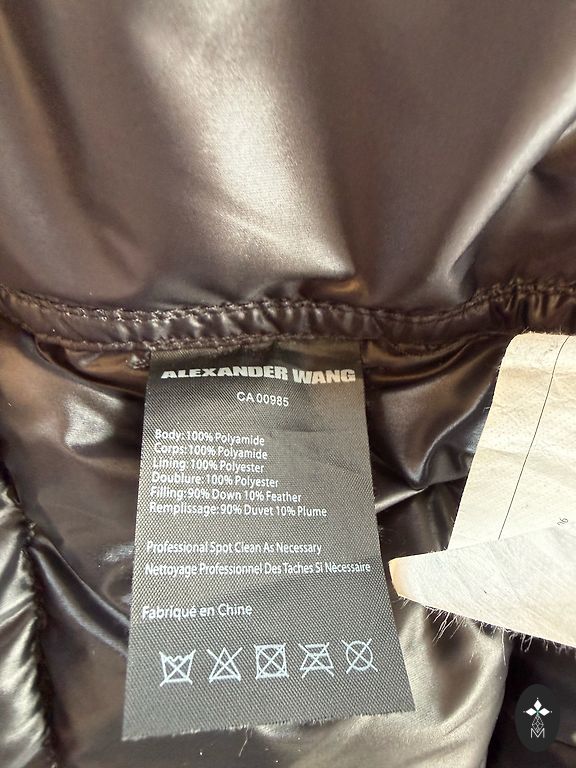 ALEXANDER WANG
CA 00985
Body: 100% Polyamide
Corps: 100% Polyamide
Lining: 100% Polyester
Doublure: 100% Polyester
Filling: 90% Down 10% Feather
Remplissage: 90% Duvet 10% Plume
Professional Spot Clean As Necessary
Nettoyage Professionnel Des Taches Si Nécessaire
Fabriqué en Chine
M